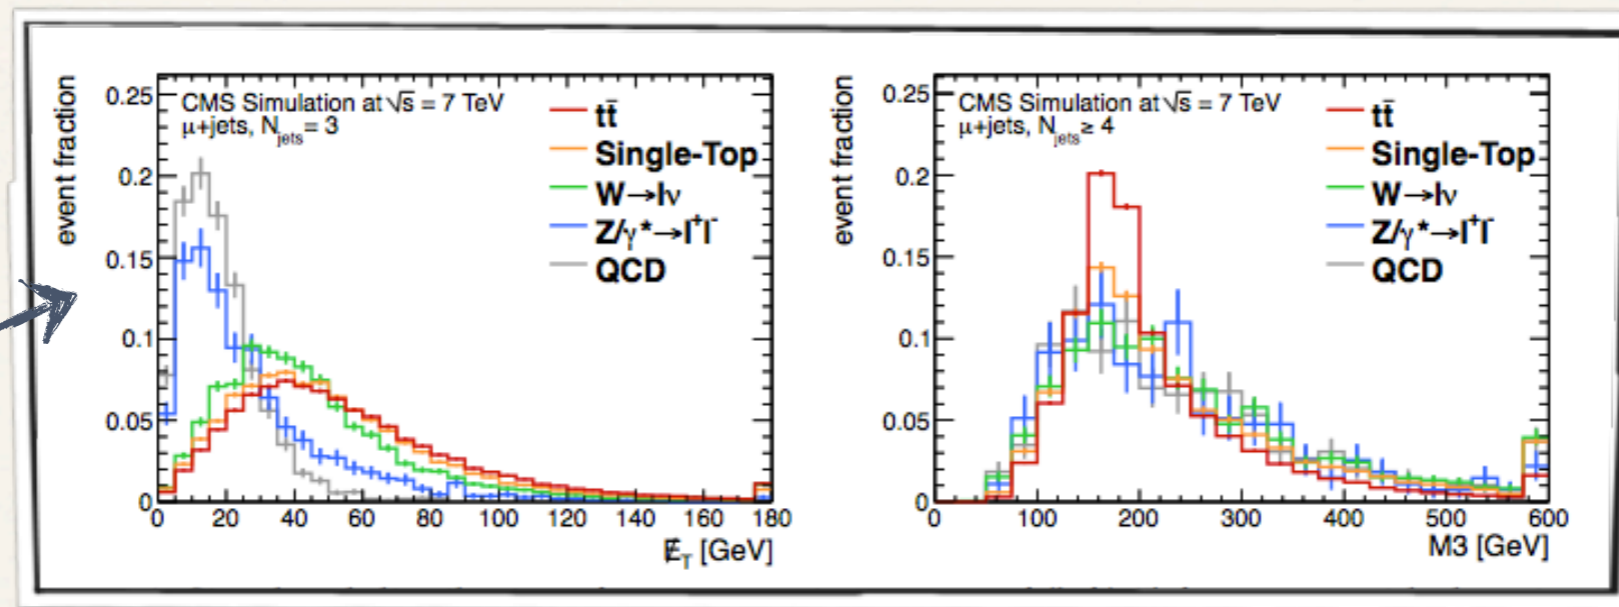 event fraction
0.25
0.2
0.15
0.1
0.05
0
CMS Simulation at √s = 7 TeV
μ+jets, N_jets = 3
tt̄
Single-Top
W→lν
Z/γ*→l⁺l⁻
QCD
0 20 40 60 80 100 120 140 160 180
E̸_T [GeV]
event fraction
0.25
0.2
0.15
0.1
0.05
0
CMS Simulation at √s = 7 TeV
μ+jets, N_jets ≥ 4
tt̄
Single-Top
W→lν
Z/γ*→l⁺l⁻
QCD
0 100 200 300 400 500 600
M3 [GeV]